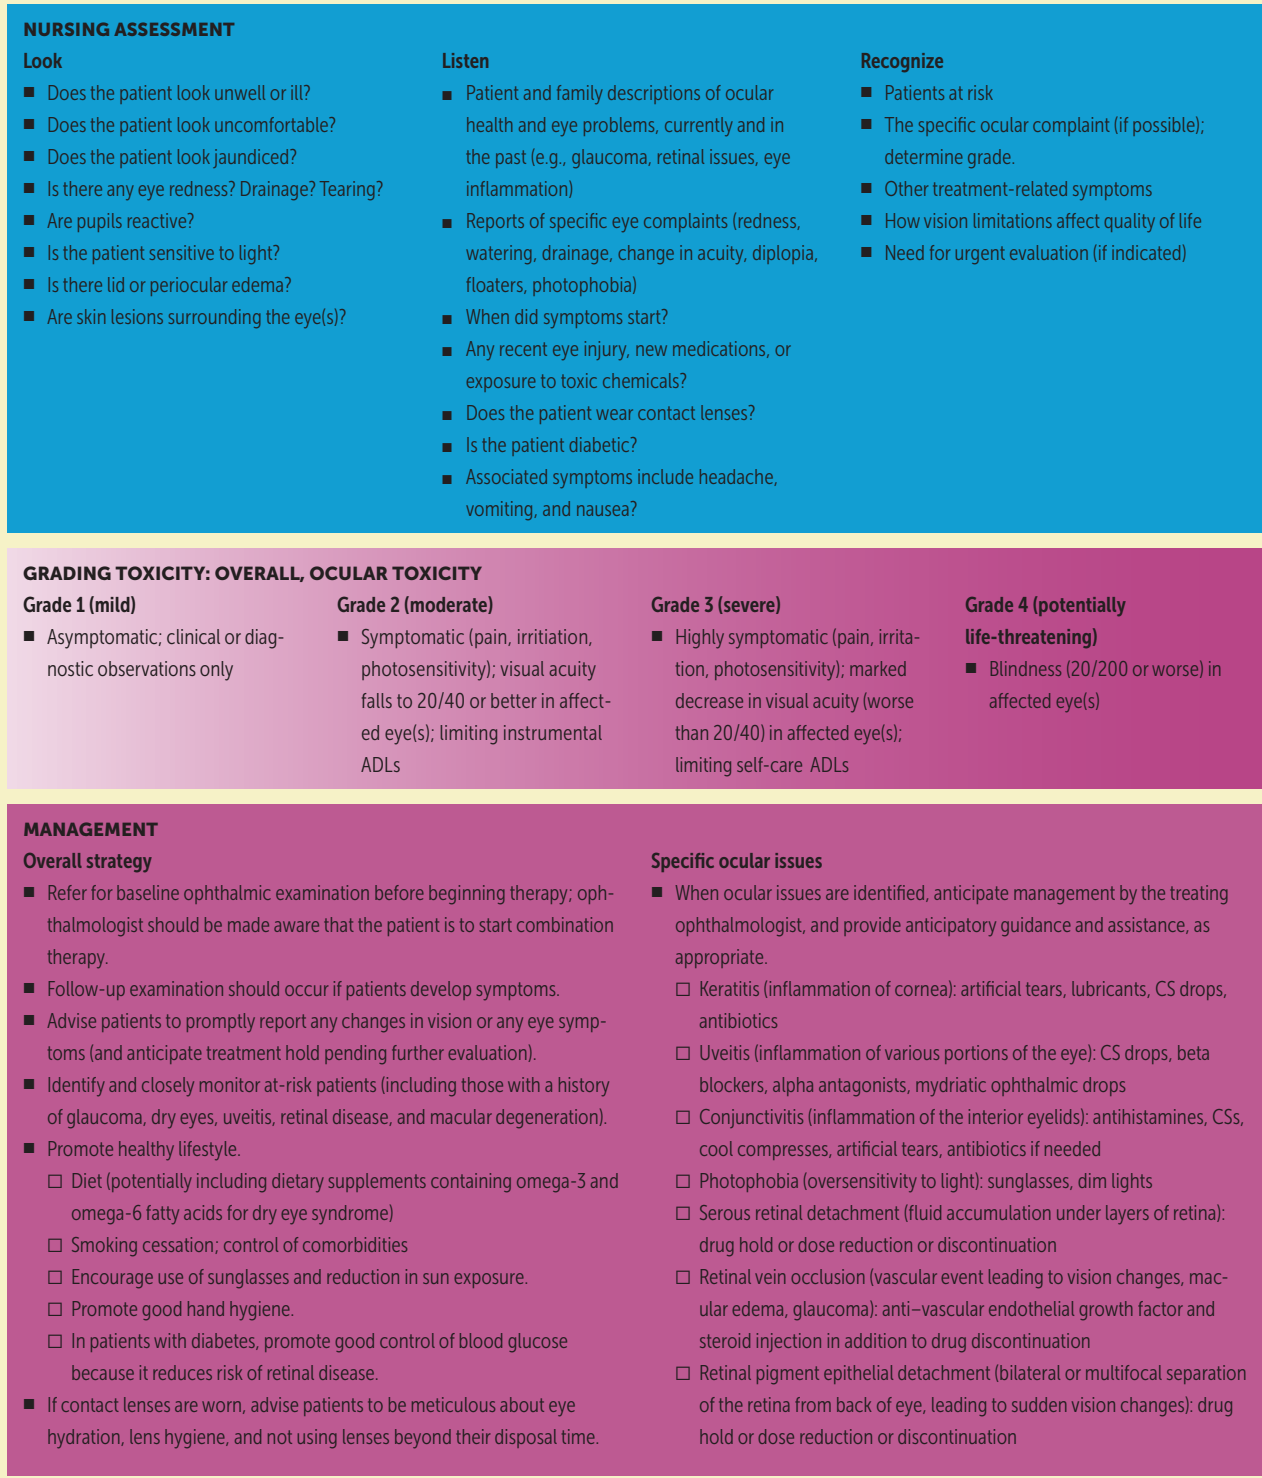 NURSING ASSESSMENT
Look
■ Does the patient look unwell or ill?
■ Does the patient look uncomfortable?
■ Does the patient look jaundiced?
■ Is there any eye redness? Drainage? Tearing?
■ Are pupils reactive?
■ Is the patient sensitive to light?
■ Is there lid or periocular edema?
■ Are skin lesions surrounding the eye(s)?
Listen
■ Patient and family descriptions of ocular
health and eye problems, currently and in
the past (e.g., glaucoma, retinal issues, eye
inflammation)
■ Reports of specific eye complaints (redness,
watering, drainage, change in acuity, diplopia,
floaters, photophobia)
■ When did symptoms start?
■ Any recent eye injury, new medications, or
exposure to toxic chemicals?
■ Does the patient wear contact lenses?
■ Is the patient diabetic?
■ Associated symptoms include headache,
vomiting, and nausea?
Recognize
■ Patients at risk
■ The specific ocular complaint (if possible);
determine grade.
■ Other treatment-related symptoms
■ How vision limitations affect quality of life
■ Need for urgent evaluation (if indicated)
GRADING TOXICITY: OVERALL, OCULAR TOXICITY
Grade 1 (mild)
■ Asymptomatic; clinical or diag-
nostic observations only
Grade 2 (moderate)
■ Symptomatic (pain, irritiation,
photosensitivity); visual acuity
falls to 20/40 or better in affect-
ed eye(s); limiting instrumental
ADLs
Grade 3 (severe)
■ Highly symptomatic (pain, irrita-
tion, photosensitivity); marked
decrease in visual acuity (worse
than 20/40) in affected eye(s);
limiting self-care ADLs
Grade 4 (potentially
life-threatening)
■ Blindness (20/200 or worse) in
affected eye(s)
MANAGEMENT
Overall strategy
■ Refer for baseline ophthalmic examination before beginning therapy; oph-
thalmologist should be made aware that the patient is to start combination
therapy.
■ Follow-up examination should occur if patients develop symptoms.
■ Advise patients to promptly report any changes in vision or any eye symp-
toms (and anticipate treatment hold pending further evaluation).
■ Identify and closely monitor at-risk patients (including those with a history
of glaucoma, dry eyes, uveitis, retinal disease, and macular degeneration).
■ Promote healthy lifestyle.
□ Diet (potentially including dietary supplements containing omega-3 and
omega-6 fatty acids for dry eye syndrome)
□ Smoking cessation; control of comorbidities
□ Encourage use of sunglasses and reduction in sun exposure.
□ Promote good hand hygiene.
□ In patients with diabetes, promote good control of blood glucose
because it reduces risk of retinal disease.
■ If contact lenses are worn, advise patients to be meticulous about eye
hydration, lens hygiene, and not using lenses beyond their disposal time.
Specific ocular issues
■ When ocular issues are identified, anticipate management by the treating
ophthalmologist, and provide anticipatory guidance and assistance, as
appropriate.
□ Keratitis (inflammation of cornea): artificial tears, lubricants, CS drops,
antibiotics
□ Uveitis (inflammation of various portions of the eye): CS drops, beta
blockers, alpha antagonists, mydriatic ophthalmic drops
□ Conjunctivitis (inflammation of the interior eyelids): antihistamines, CSs,
cool compresses, artificial tears, antibiotics if needed
□ Photophobia (oversensitivity to light): sunglasses, dim lights
□ Serous retinal detachment (fluid accumulation under layers of retina):
drug hold or dose reduction or discontinuation
□ Retinal vein occlusion (vascular event leading to vision changes, mac-
ular edema, glaucoma): anti–vascular endothelial growth factor and
steroid injection in addition to drug discontinuation
□ Retinal pigment epithelial detachment (bilateral or multifocal separation
of the retina from back of eye, leading to sudden vision changes): drug
hold or dose reduction or discontinuation